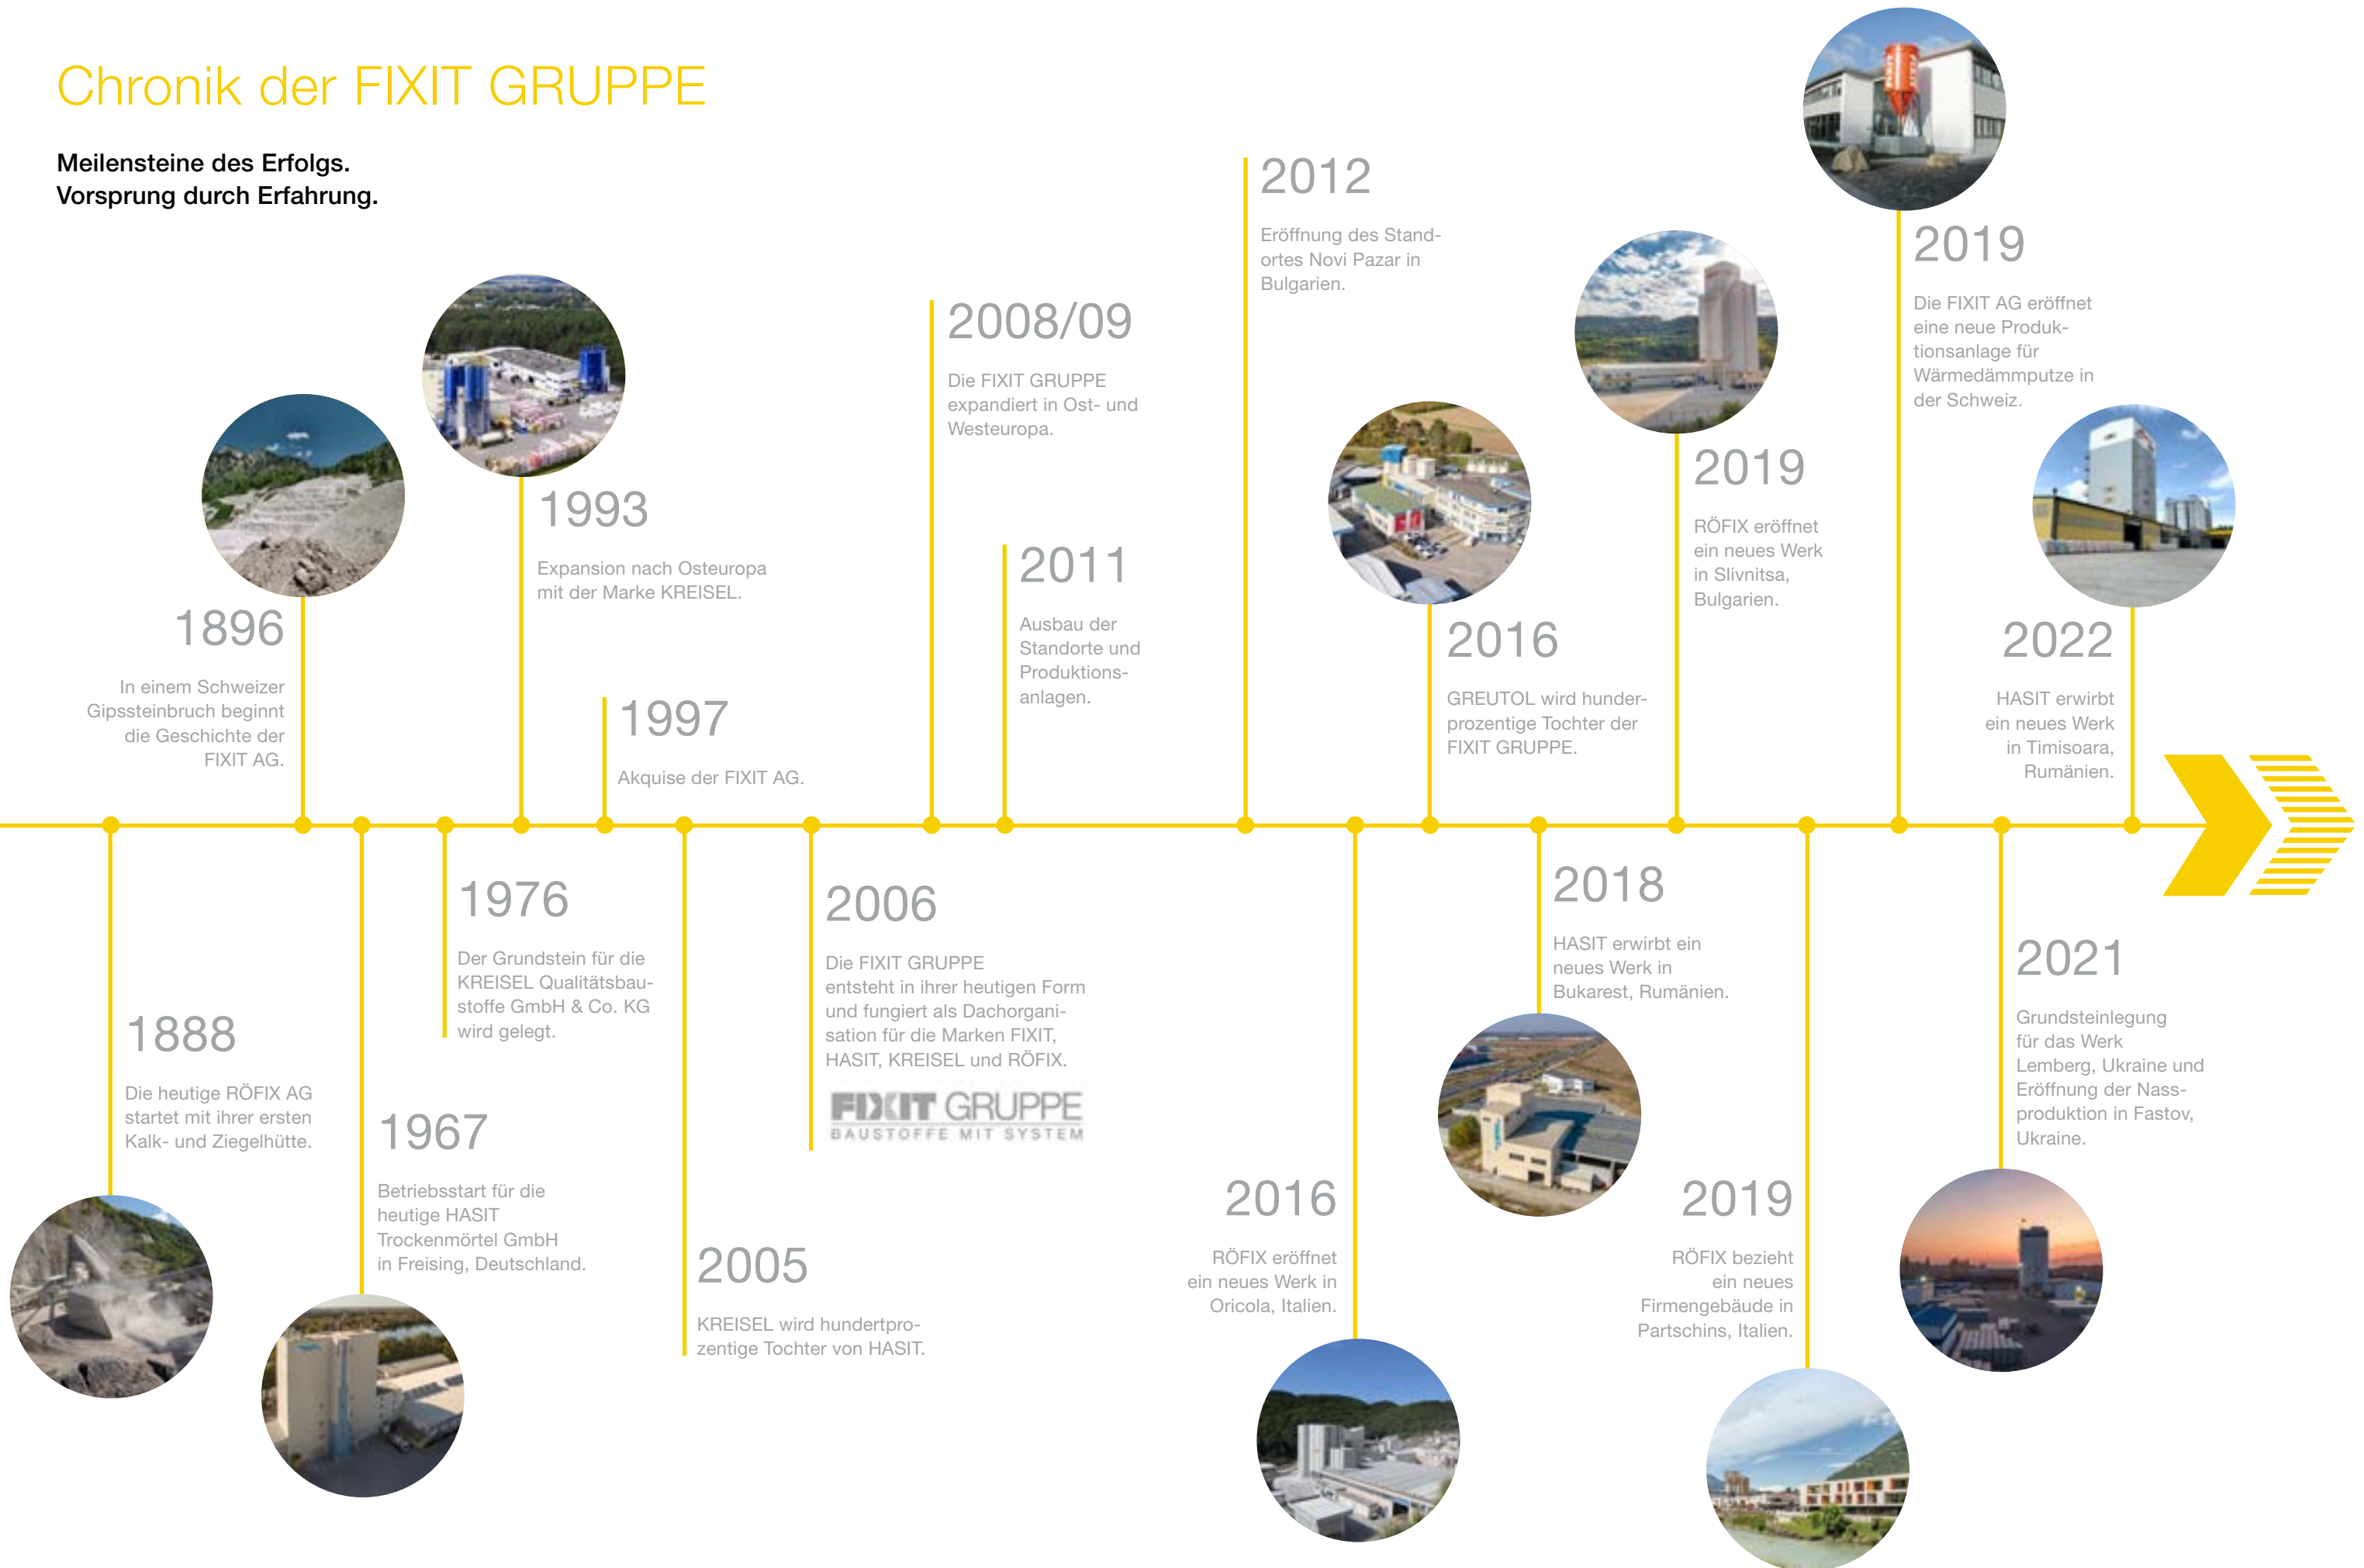 Chronik der FIXIT GRUPPE
Meilensteine des Erfolgs.
Vorsprung durch Erfahrung.
1888
Die heutige RÖFIX AG
startet mit ihrer ersten
Kalk- und Ziegelhütte.
1896
In einem Schweizer
Gipssteinbruch beginnt
die Geschichte der
FIXIT AG.
1967
Betriebsstart für die
heutige HASIT
Trockenmörtel GmbH
in Freising, Deutschland.
1976
Der Grundstein für die
KREISEL Qualitätsbau-
stoffe GmbH & Co. KG
wird gelegt.
1993
Expansion nach Osteuropa
mit der Marke KREISEL.
1997
Akquise der FIXIT AG.
2005
KREISEL wird hundertpro-
zentige Tochter von HASIT.
2006
Die FIXIT GRUPPE
entsteht in ihrer heutigen Form
und fungiert als Dachorgani-
sation für die Marken FIXIT,
HASIT, KREISEL und RÖFIX.
FIXIT GRUPPE
BAUSTOFFE MIT SYSTEM
2008/09
Die FIXIT GRUPPE
expandiert in Ost- und
Westeuropa.
2011
Ausbau der
Standorte und
Produktions-
anlagen.
2012
Eröffnung des Stand-
ortes Novi Pazar in
Bulgarien.
2016
RÖFIX eröffnet
ein neues Werk in
Oricola, Italien.
2016
GREUTOL wird hunder-
prozentige Tochter der
FIXIT GRUPPE.
2018
HASIT erwirbt ein
neues Werk in
Bukarest, Rumänien.
2019
RÖFIX eröffnet
ein neues Werk
in Slivnitsa,
Bulgarien.
2019
RÖFIX bezieht
ein neues
Firmengebäude in
Partschins, Italien.
2019
Die FIXIT AG eröffnet
eine neue Produk-
tionsanlage für
Wärmedämmputze in
der Schweiz.
2021
Grundsteinlegung
für das Werk
Lemberg, Ukraine und
Eröffnung der Nass-
produktion in Fastov,
Ukraine.
2022
HASIT erwirbt
ein neues Werk
in Timisoara,
Rumänien.